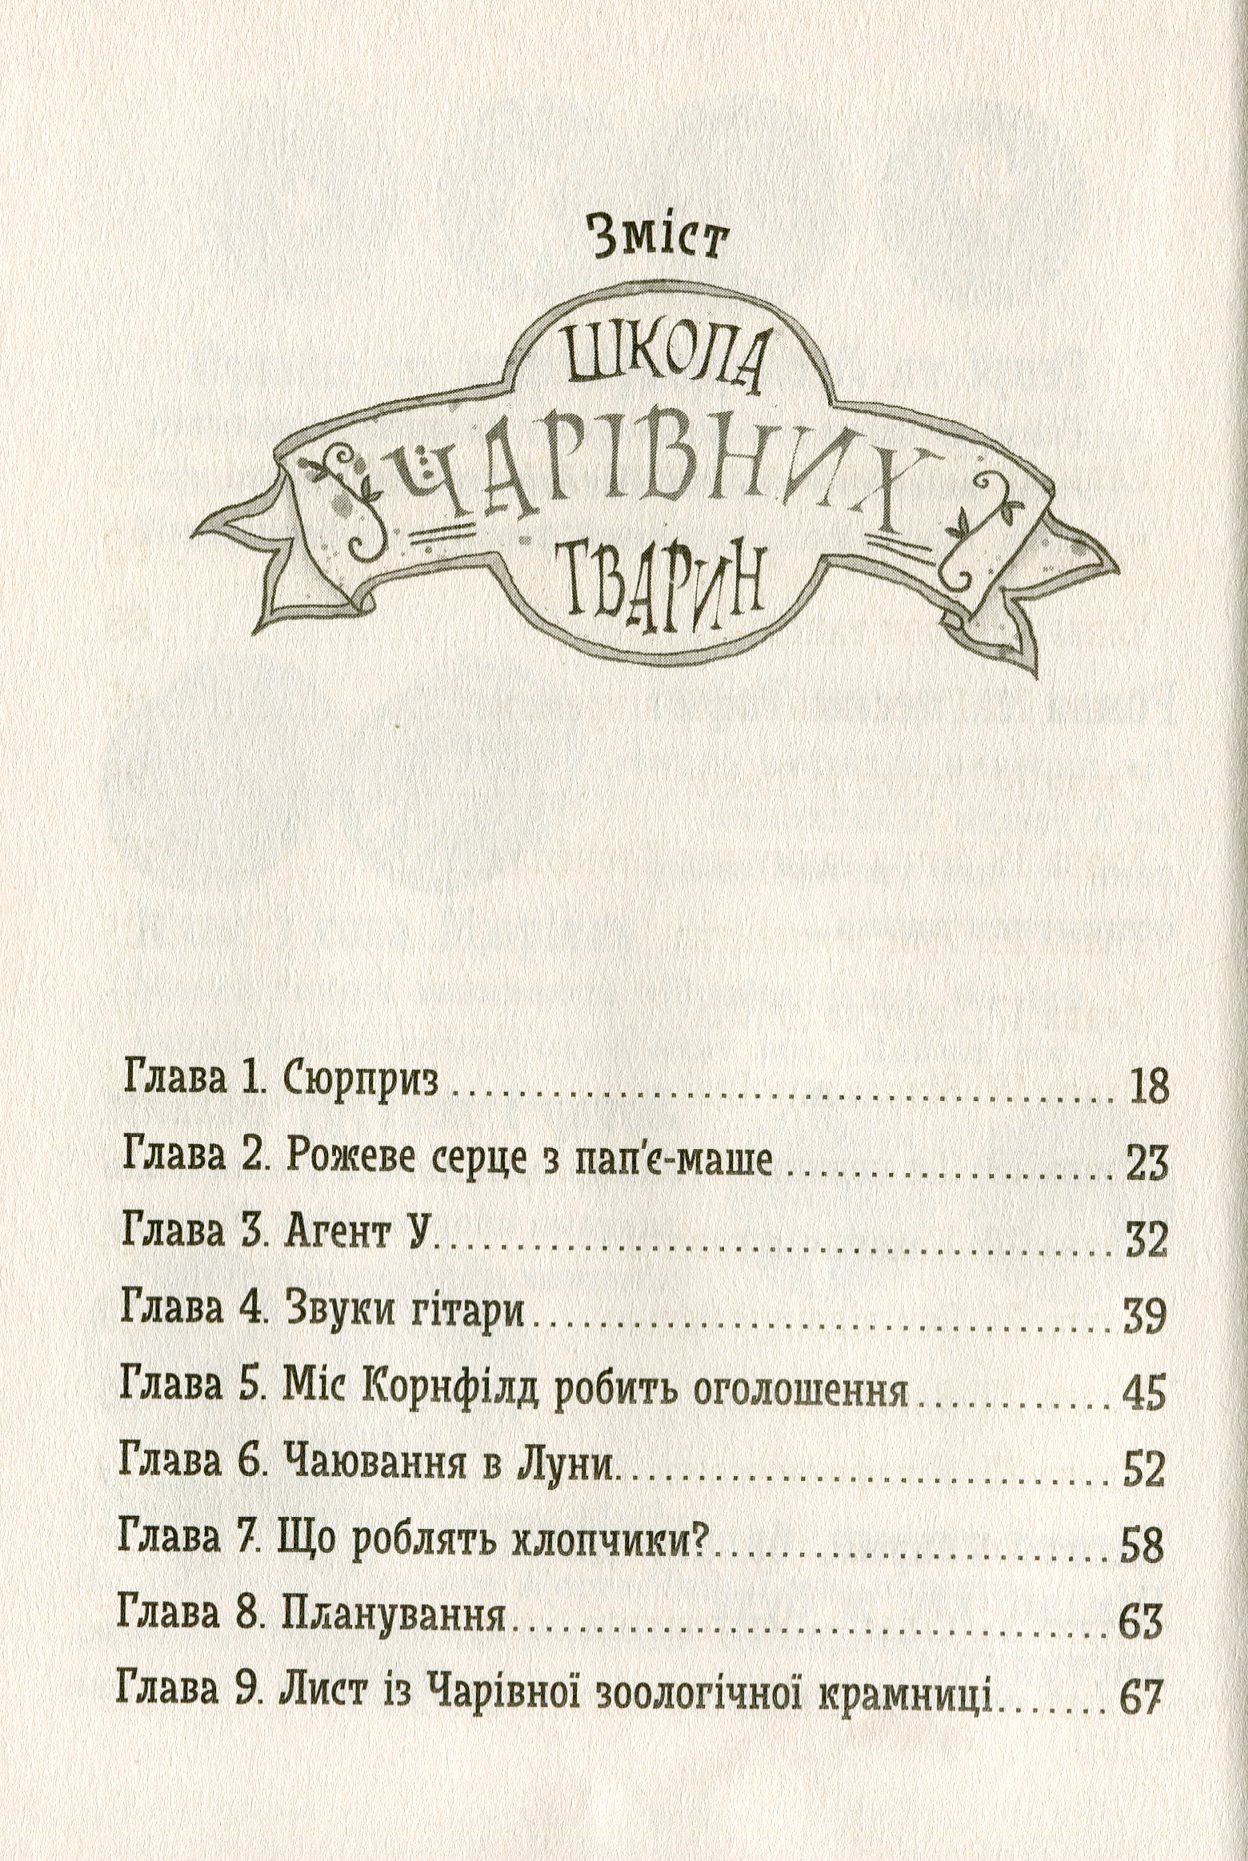 Зміст
ШКОЛА
ЧАРІВНИХ
ТВАРИН
Глава 1. Сюрприз ........................................ 18
Глава 2. Рожеве серце з пап'є-маше .................... 23
Глава 3. Агент У........................................ 32
Глава 4. Звуки гітари................................... 39
Глава 5. Міс Корнфілд робить оголошення............ 45
Глава 6. Чаювання в Луни.............................. 52
Глава 7. Що роблять хлопчики?........................ 58
Глава 8. Планування.................................... 63
Глава 9. Лист із Чарівної зоологічної крамниці....... 67